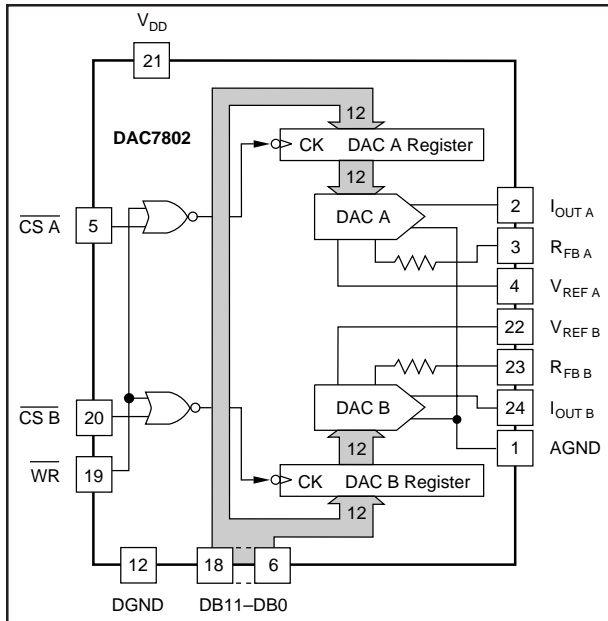 V_DD
21
DAC7802
12
CK DAC A Register
12
DAC A
CS A
5
2 I_OUT A
3 R_FB A
4 V_REF A
22 V_REF B
23 R_FB B
24 I_OUT B
1 AGND
DAC B
12
CS B
20
WR
19
CK DAC B Register
12
12
18
6
DGND
DB11–DB0